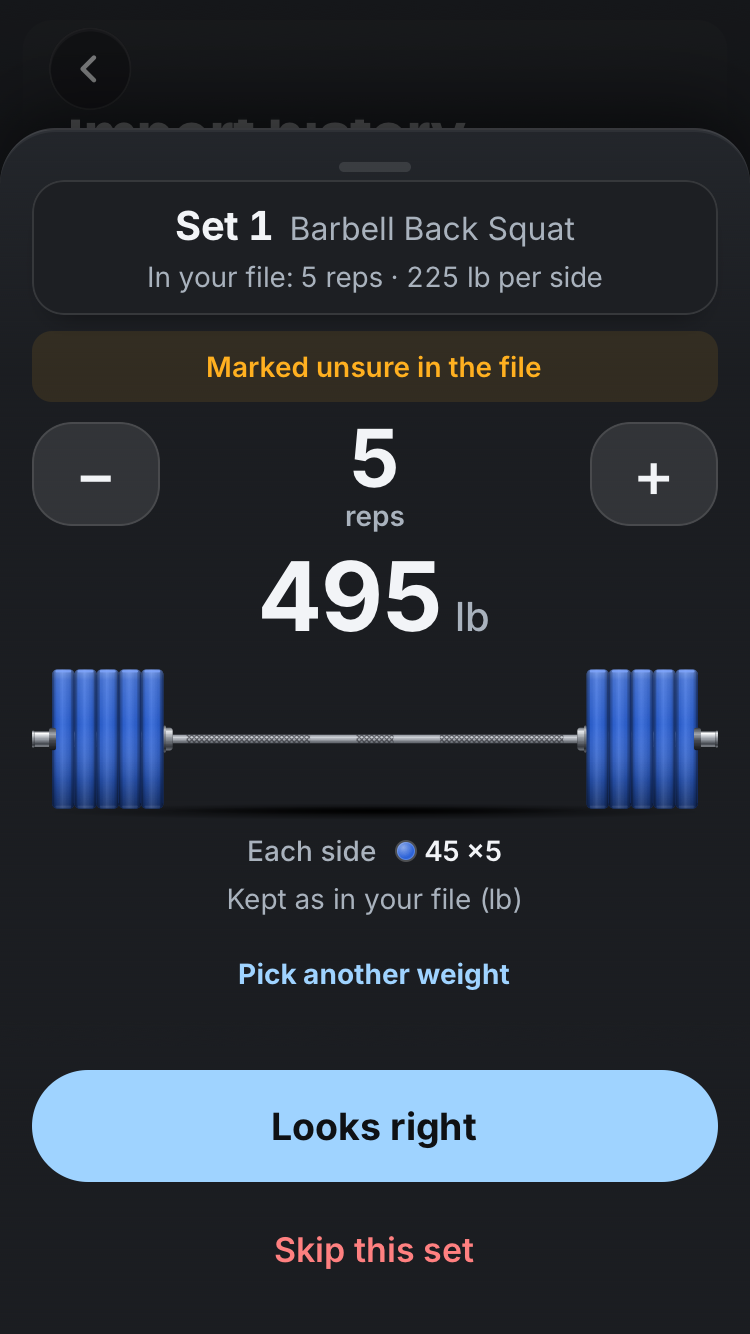 Import history
Set 1 Barbell Back Squat
In your file: 5 reps · 225 lb per side
Marked unsure in the file
− 5 +
reps
495 lb
Each side 45 ×5
Kept as in your file (lb)
Pick another weight
Looks right
Skip this set